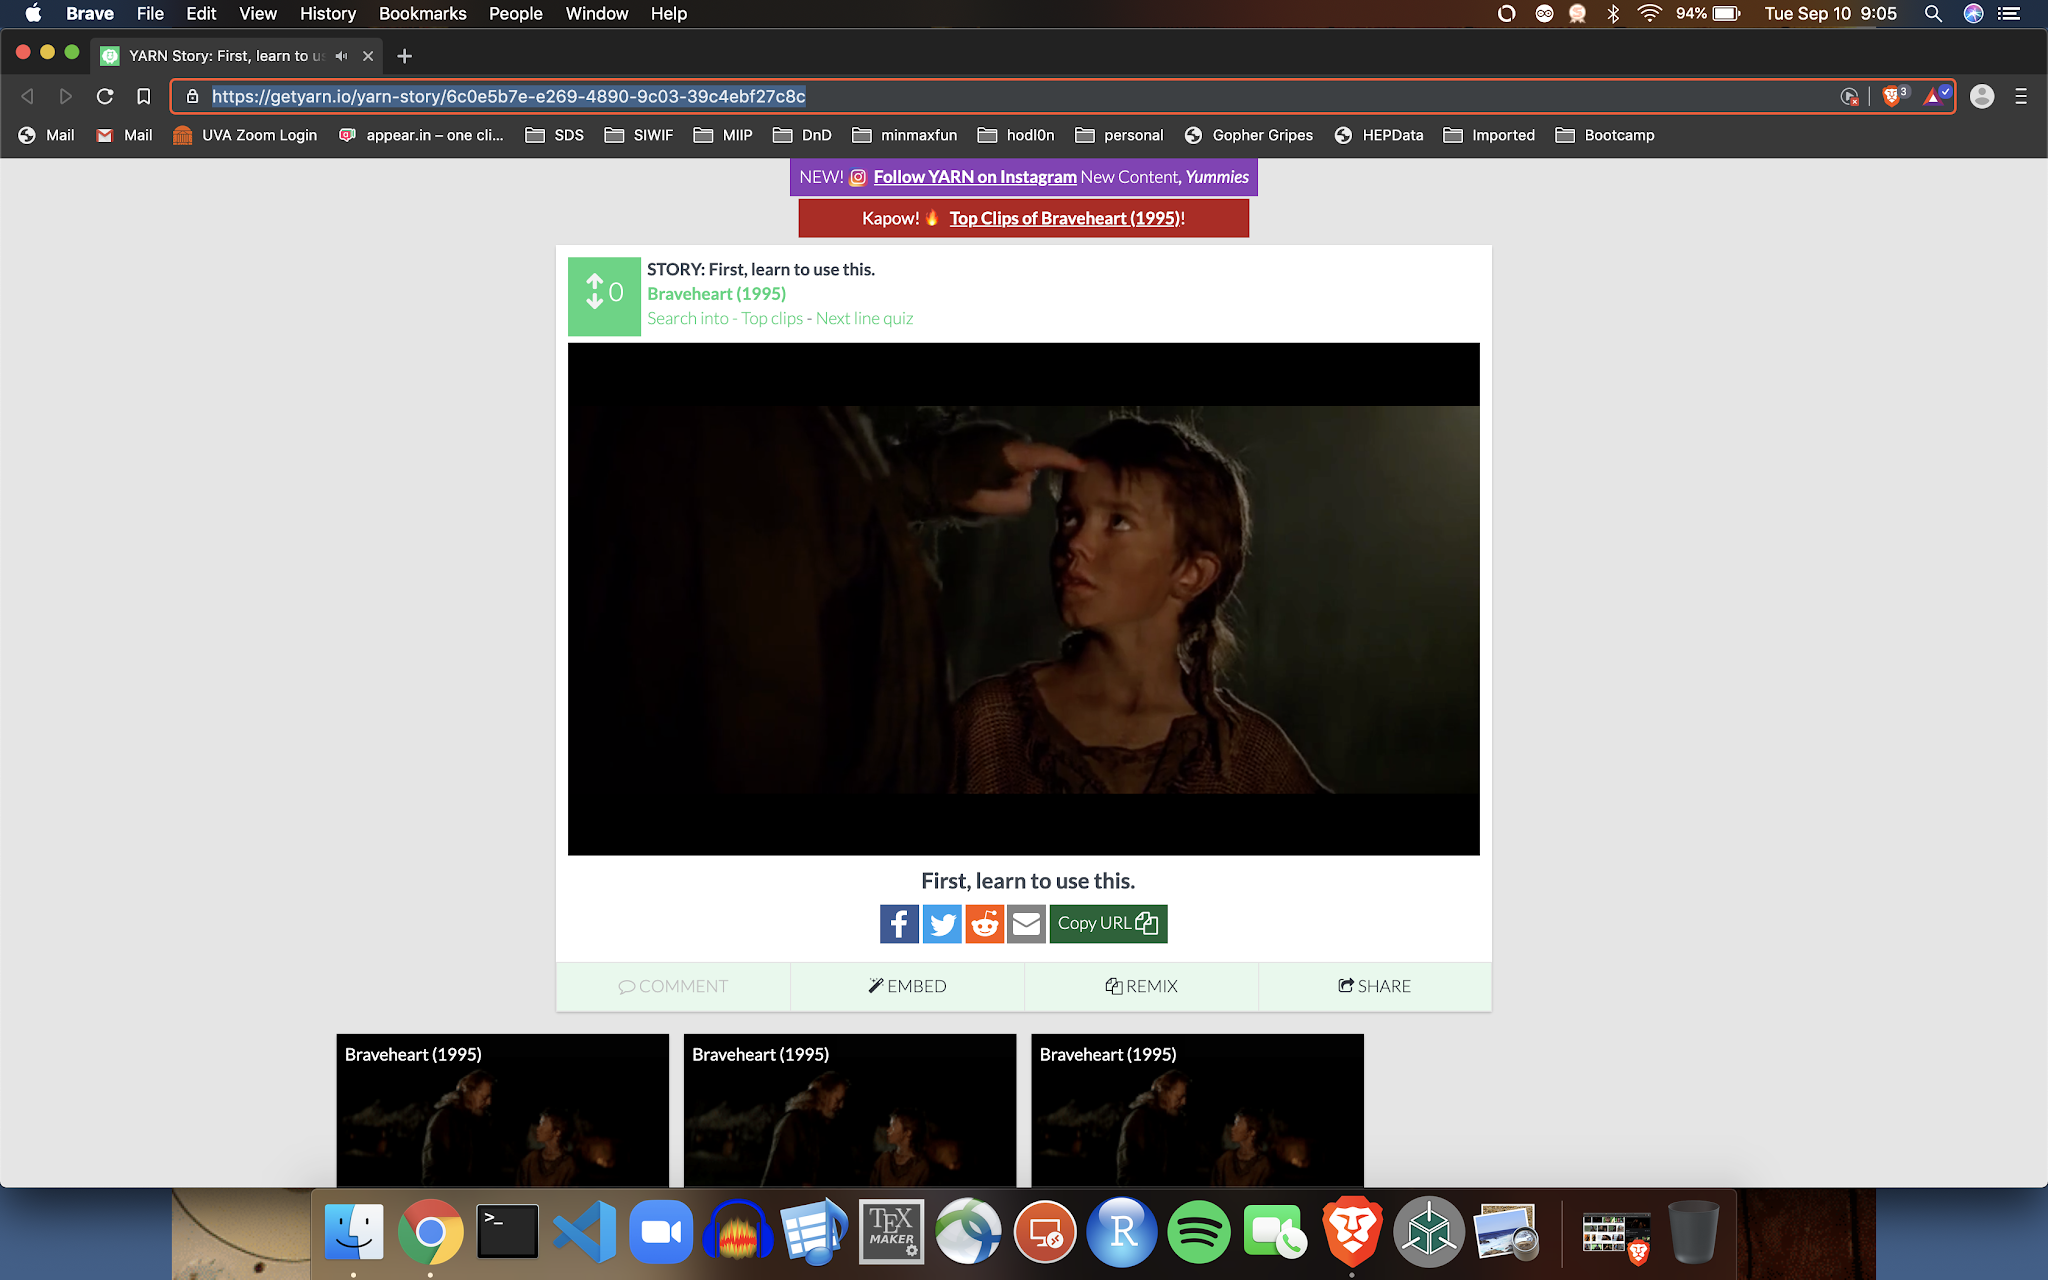 Brave File Edit View History Bookmarks People Window Help 94% Tue Sep 10 9:05
YARN Story: First, learn to us
https://getyarn.io/yarn-story/6c0e5b7e-e269-4890-9c03-39c4ebf27c8c 3
Mail Mail UVA Zoom Login appear.in – one cli... SDS SIWIF MIIP DnD minmaxfun hodl0n personal Gopher Gripes HEPData Imported Bootcamp
NEW! Follow YARN on Instagram New Content, Yummies
Kapow! Top Clips of Braveheart (1995)!
0
STORY: First, learn to use this.
Braveheart (1995)
Search into - Top clips - Next line quiz
First, learn to use this.
Copy URL
COMMENT EMBED REMIX SHARE
Braveheart (1995) Braveheart (1995) Braveheart (1995)
>_
TEX
MAKER
R